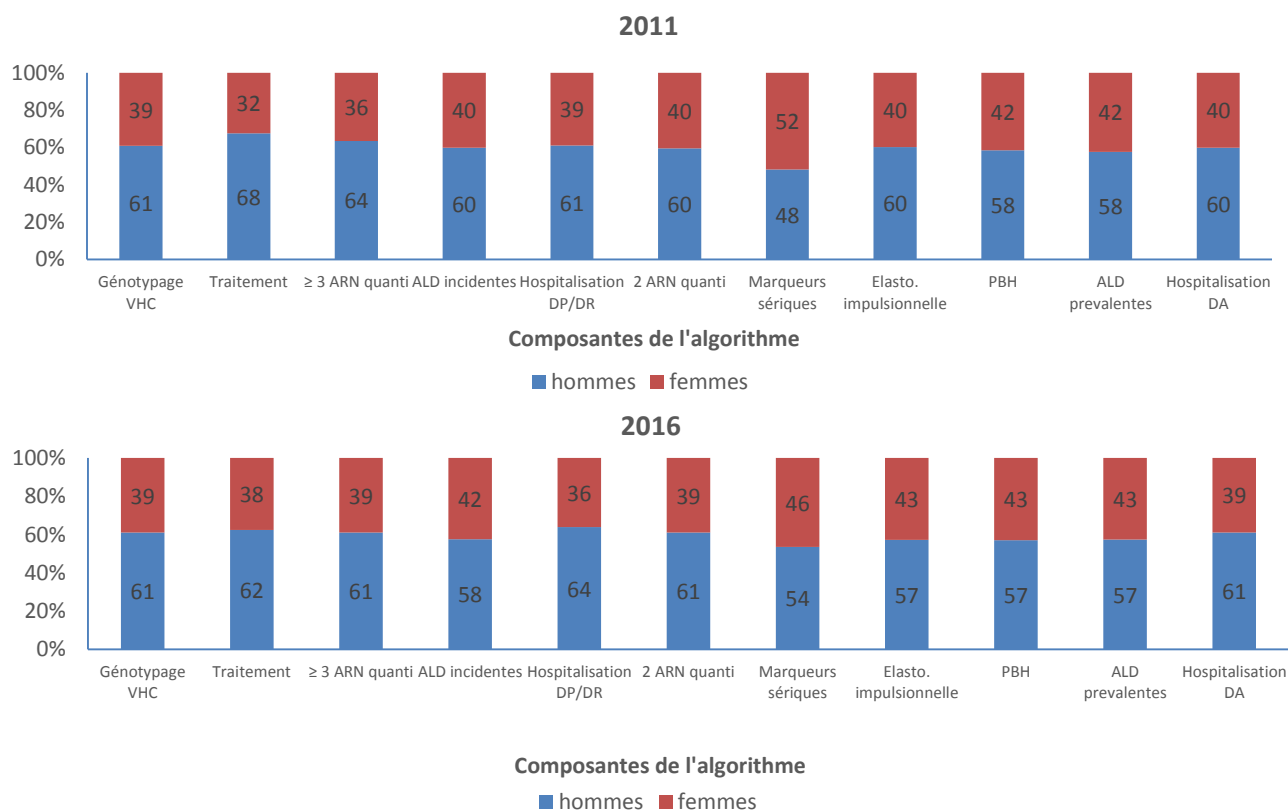 2011
100%
80%
60%
40%
20%
0%
39 32 36 40 39 40 52 40 42 42 40
61 68 64 60 61 60 48 60 58 58 60
Génotypage Traitement ≥ 3 ARN quanti ALD incidentes Hospitalisation 2 ARN quanti Marqueurs Elasto. PBH ALD Hospitalisation
VHC DP/DR sériques impulsionnelle prevalentes DA
Composantes de l'algorithme
hommes femmes
2016
100%
80%
60%
40%
20%
0%
39 38 39 42 36 39 46 43 43 43 39
61 62 61 58 64 61 54 57 57 57 61
Génotypage Traitement ≥ 3 ARN quanti ALD incidentes Hospitalisation 2 ARN quanti Marqueurs Elasto. PBH ALD Hospitalisation
VHC DP/DR sériques impulsionnelle prevalentes DA
Composantes de l'algorithme
hommes femmes